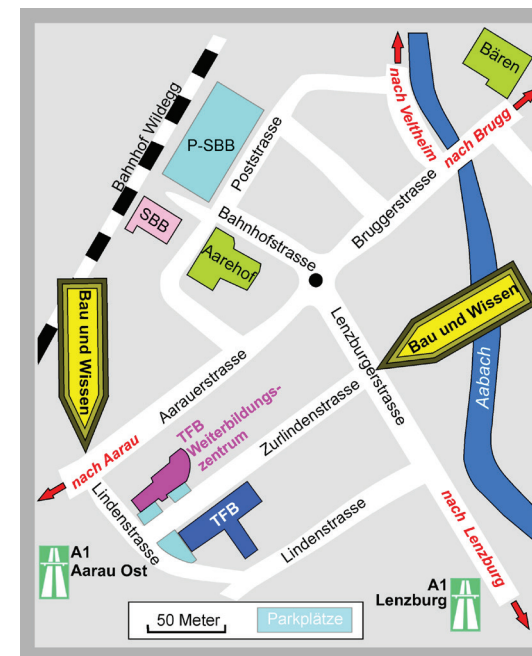 Bahnhof Wildegg
P-SBB
Poststrasse
nach Veltheim
Bären
nach Brugg
SBB
Bahnhofstrasse
Bruggerstrasse
Aarehof
Bau und Wissen
Bau und Wissen
Aarauerstrasse
Lenzburgerstrasse
Aabach
TFB
Weiterbildungs-
zentrum
Zurlindenstrasse
nach Aarau
Lindenstrasse
TFB
Lindenstrasse
nach Lenzburg
A1
Aarau Ost
A1
Lenzburg
50 Meter
Parkplätze